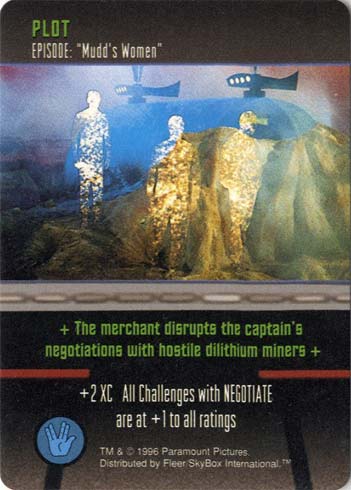 PLOT
EPISODE: "Mudd's Women"
+ The merchant disrupts the captain's
negotiations with hostile dilithium miners +
+2 XC All Challenges with NEGOTIATE
are at +1 to all ratings
TM & © 1996 Paramount Pictures.
Distributed by Fleer/SkyBox International.™